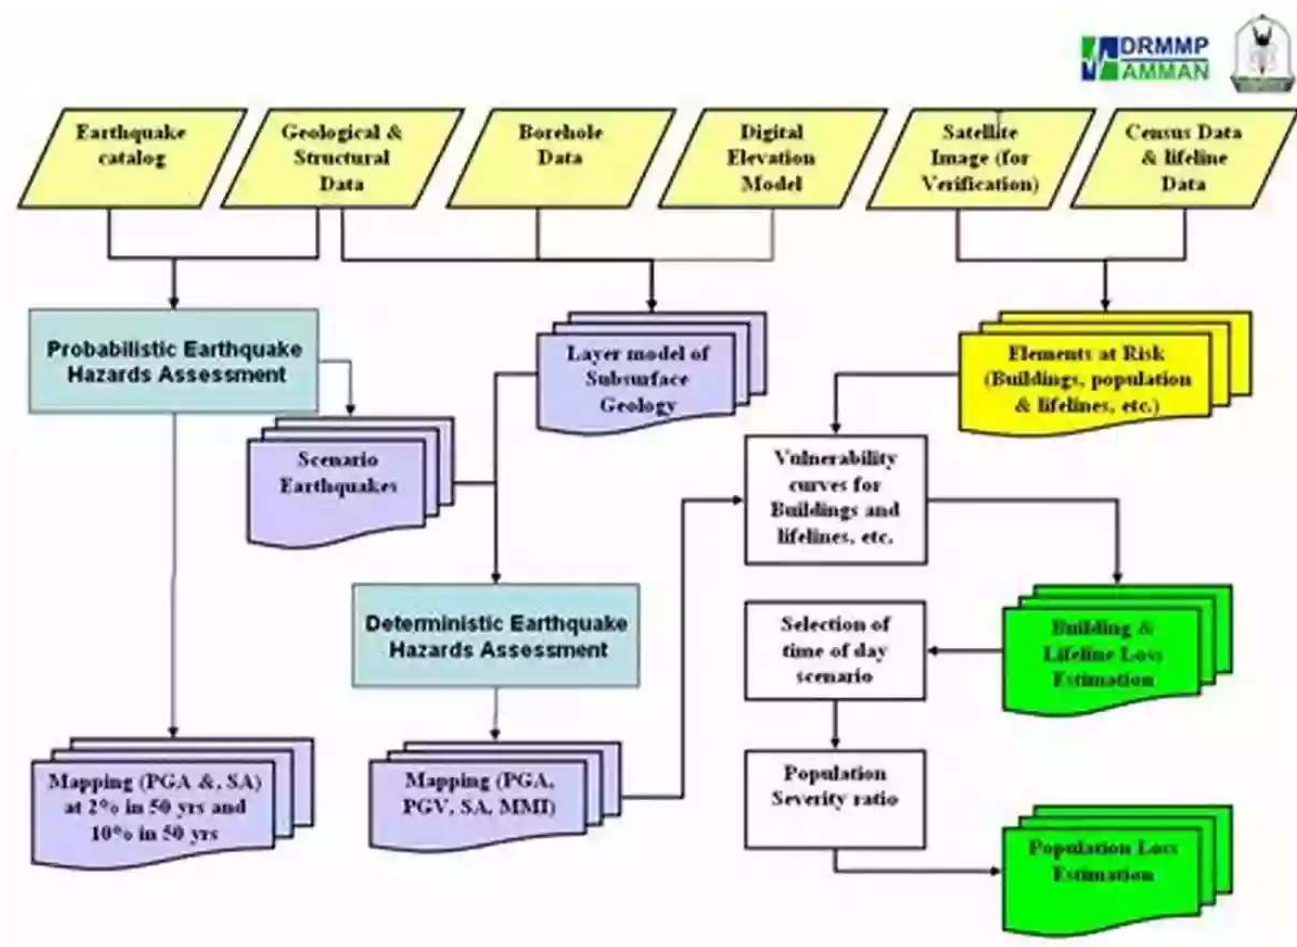 DRMMP
AMMAN
Earthquake
catalog
Geological &
Structural
Data
Borehole
Data
Digital
Elevation
Model
Satellite
Image (for
Verification)
Census Data
& lifeline
Data
Probabilistic Earthquake
Hazards Assessment
Layer model of
Subsurface
Geology
Elements at Risk
(Buildings, population
& lifelines, etc.)
Scenario
Earthquakes
Vulnerability
curves for
Buildings and
lifelines, etc.
Deterministic Earthquake
Hazards Assessment
Selection of
time of day
scenario
Building &
Lifeline Loss
Estimation
Mapping (PGA &, SA)
at 2% in 50 yrs and
10% in 50 yrs
Mapping (PGA,
PGV, SA, MMI)
Population
Severity ratio
Population Loss
Estimation